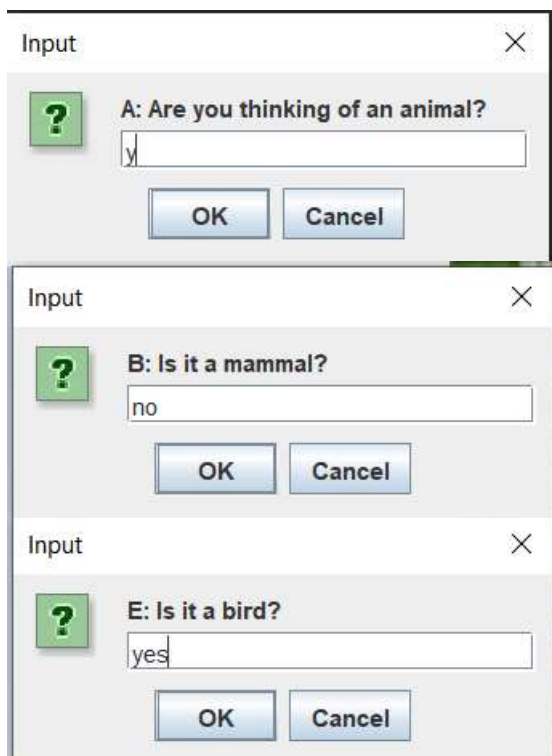 Input
A: Are you thinking of an animal?
y
OK Cancel
Input
B: Is it a mammal?
no
OK Cancel
Input
E: Is it a bird?
yes
OK Cancel